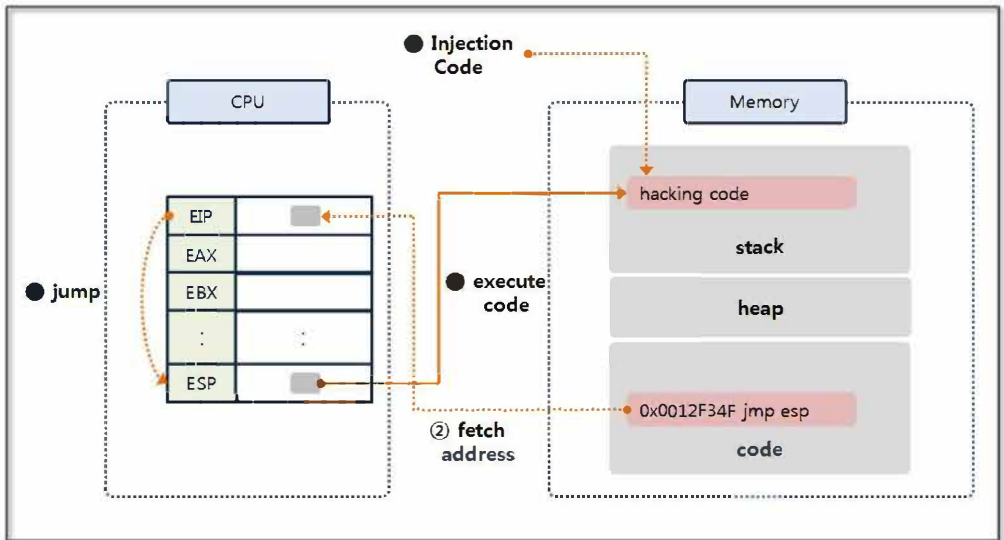 ● Injection
Code
CPU
Memory
hacking code
EIP
stack
EAX
● jump
EBX
● execute
code
heap
:
:
ESP
0x0012F34F jmp esp
② fetch
address
code